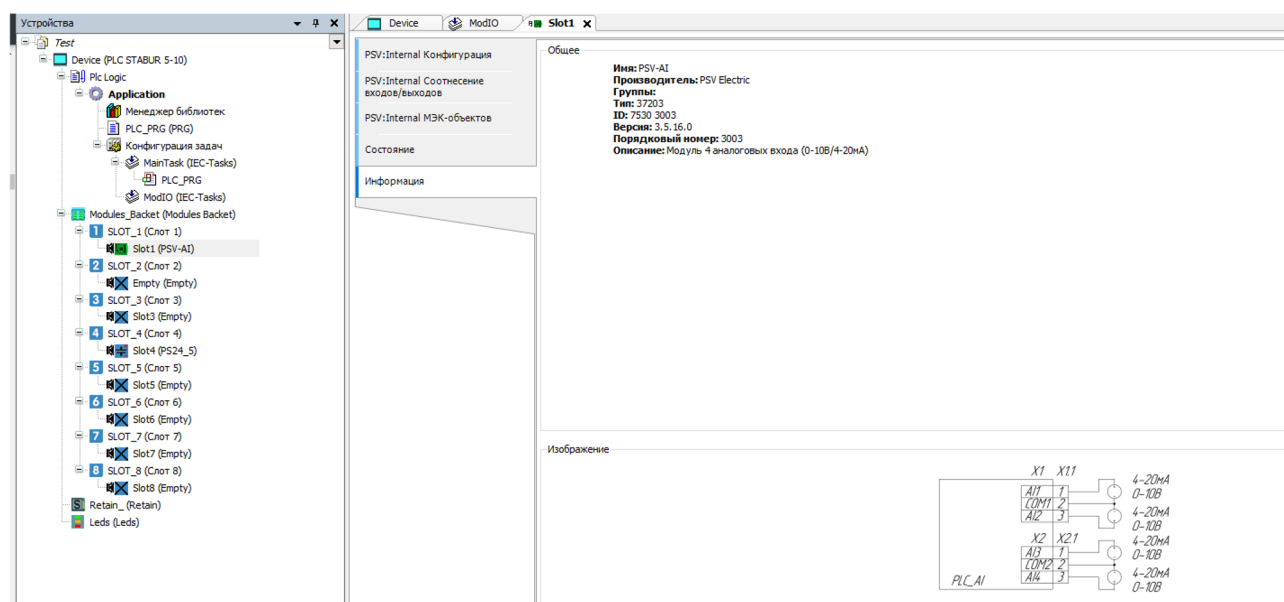 Устройства
Test
Device (PLC STABUR 5-10)
Plc Logic
Application
Менеджер библиотек
PLC_PRG (PRG)
Конфигурация задач
MainTask (IEC-Tasks)
PLC_PRG
ModIO (IEC-Tasks)
Modules_Backet (Modules Backet)
1 SLOT_1 (Слот 1)
Slot1 (PSV-AI)
2 SLOT_2 (Слот 2)
Empty (Empty)
3 SLOT_3 (Слот 3)
Slot3 (Empty)
4 SLOT_4 (Слот 4)
Slot4 (PS24_5)
5 SLOT_5 (Слот 5)
Slot5 (Empty)
6 SLOT_6 (Слот 6)
Slot6 (Empty)
7 SLOT_7 (Слот 7)
Slot7 (Empty)
8 SLOT_8 (Слот 8)
Slot8 (Empty)
Retain_ (Retain)
Leds (Leds)
Device ModIO Slot1
PSV:Internal Конфигурация
PSV:Internal Соотнесение
входов/выходов
PSV:Internal МЭК-объектов
Состояние
Информация
Общее
Имя: PSV-AI
Производитель: PSV Electric
Группы:
Тип: 37203
ID: 7530 3003
Версия: 3.5.16.0
Порядковый номер: 3003
Описание: Модуль 4 аналоговых входа (0-10В/4-20мА)
Изображение
X1 X1.1
AI1 1
COM1 2
AI2 3
4-20мА
0-10В
4-20мА
0-10В
X2 X2.1
AI3 1
COM2 2
AI4 3
4-20мА
0-10В
4-20мА
0-10В
PLC_AI